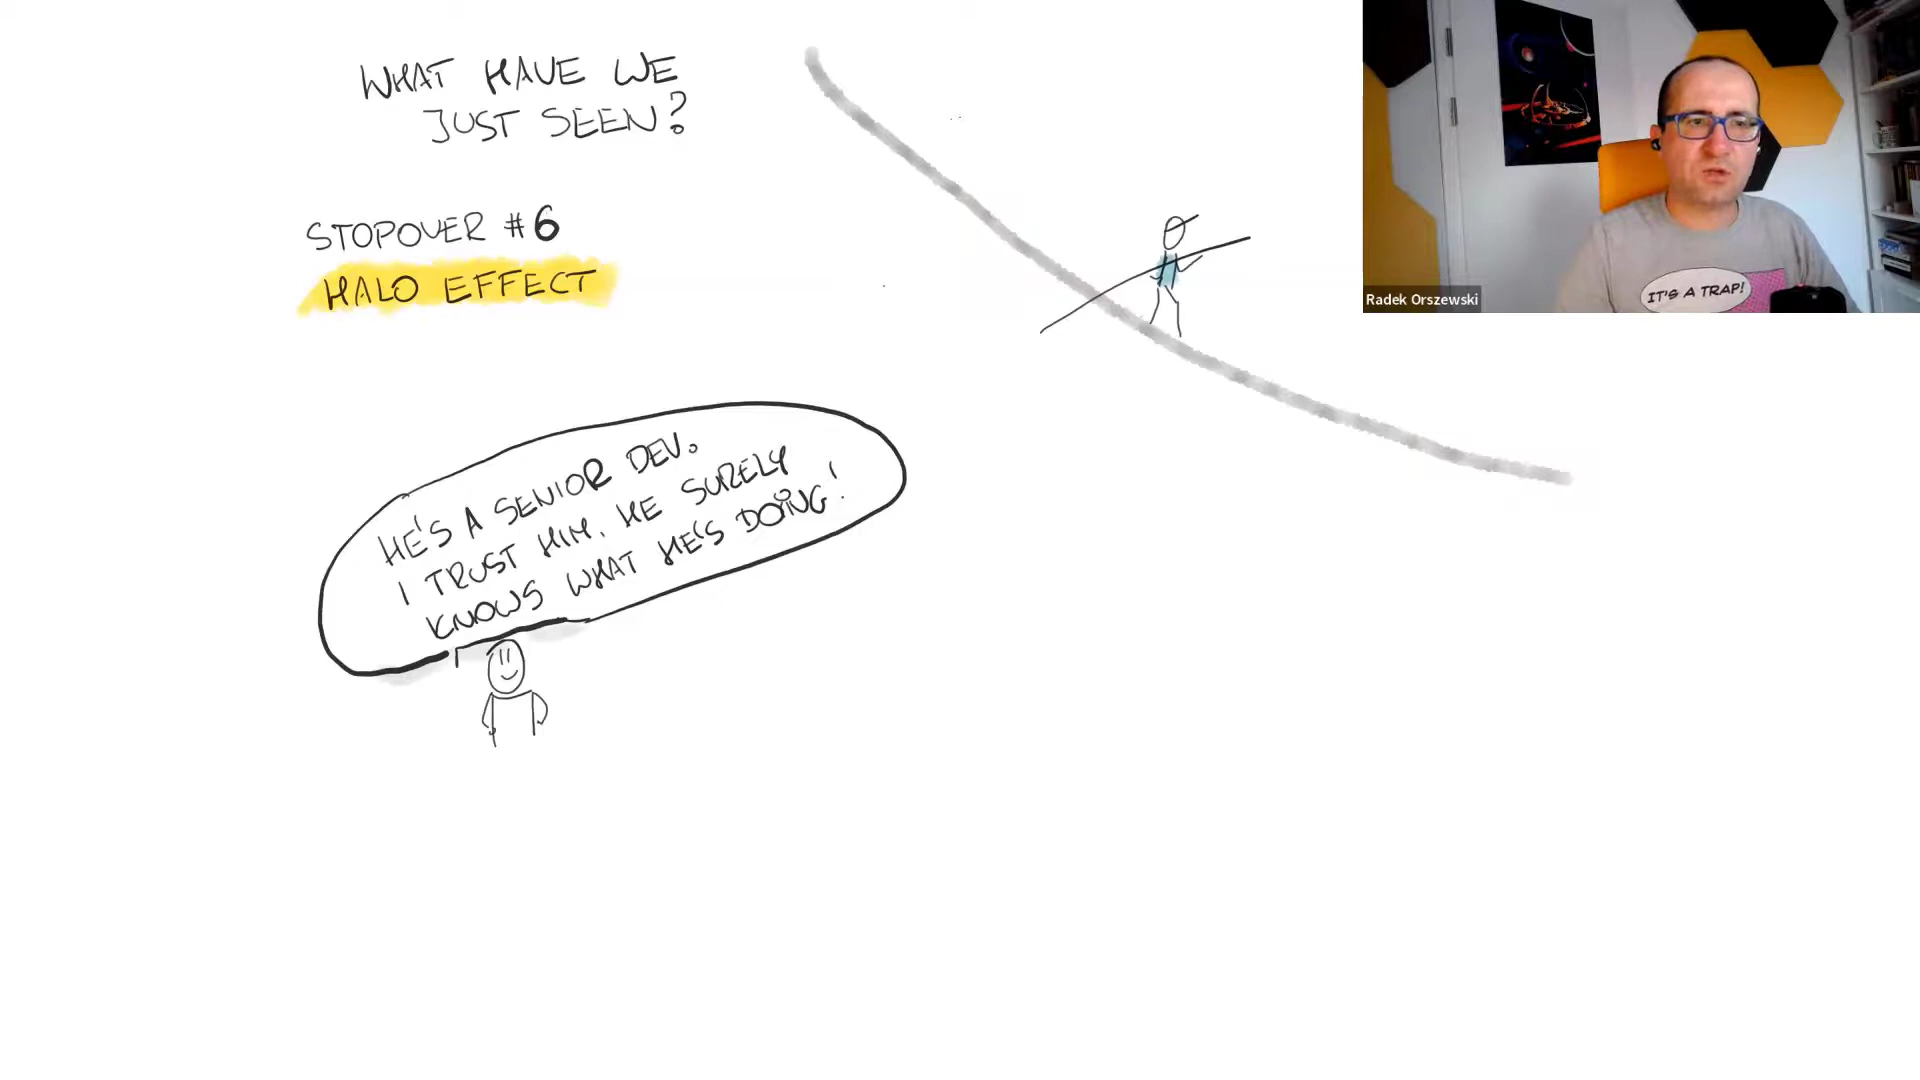 WHAT HAVE WE
JUST SEEN?
STOPOVER #6
HALO EFFECT
HE'S A SENIOR DEV.
I TRUST HIM. HE SURELY
KNOWS WHAT HE'S DOING!
IT'S A TRAP!
Radek Orszewski